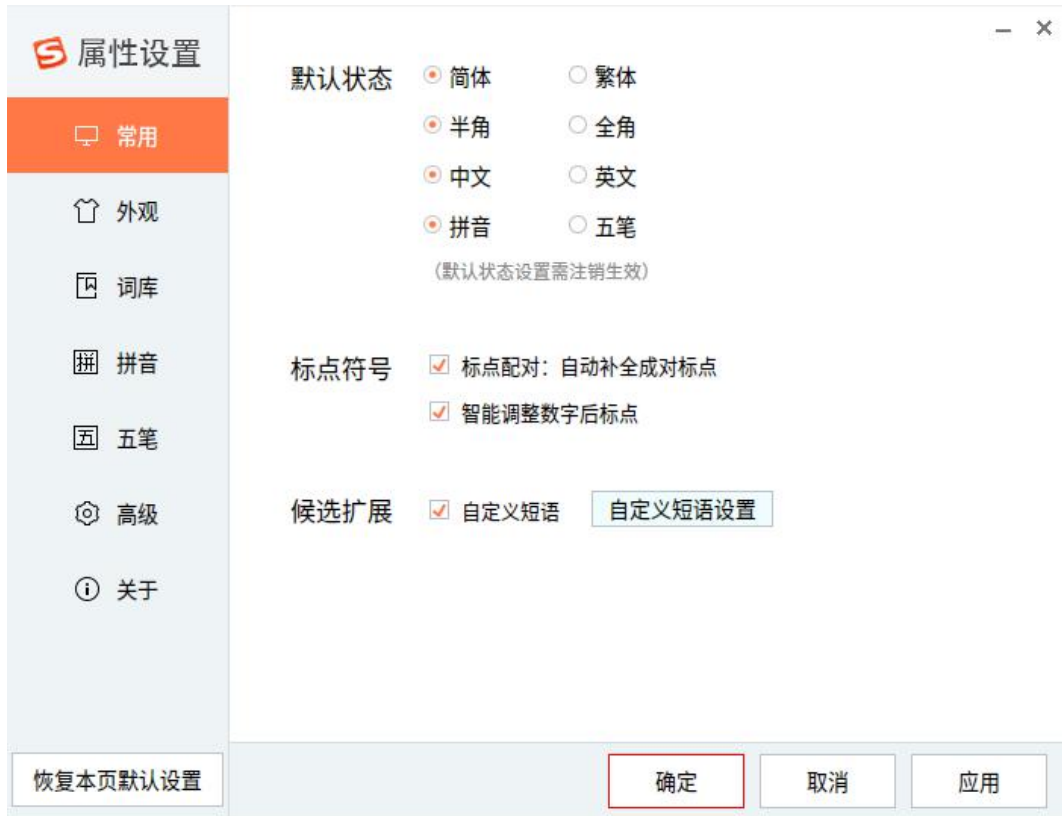 属性设置
常用
外观
词库
拼音
五笔
高级
关于
恢复本页默认设置
默认状态 简体 繁体
半角 全角
中文 英文
拼音 五笔
（默认状态设置需注销生效）
标点符号 标点配对：自动补全成对标点
智能调整数字后标点
候选扩展 自定义短语 自定义短语设置
确定 取消 应用